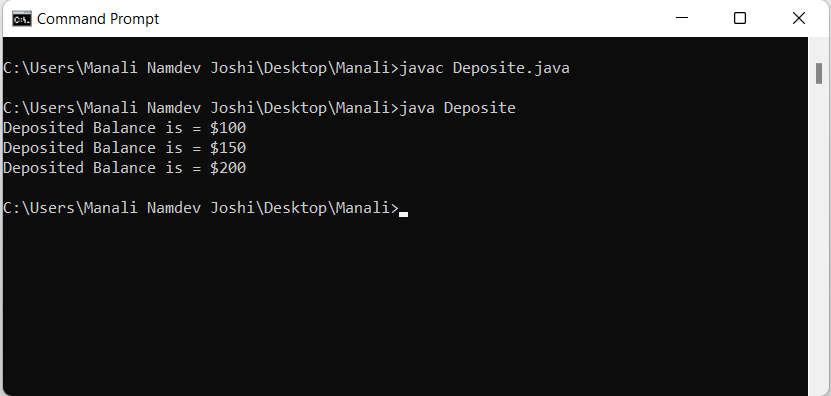 Command Prompt
C:\Users\Manali Namdev Joshi\Desktop\Manali>javac Deposite.java
C:\Users\Manali Namdev Joshi\Desktop\Manali>java Deposite
Deposited Balance is = $100
Deposited Balance is = $150
Deposited Balance is = $200
C:\Users\Manali Namdev Joshi\Desktop\Manali>